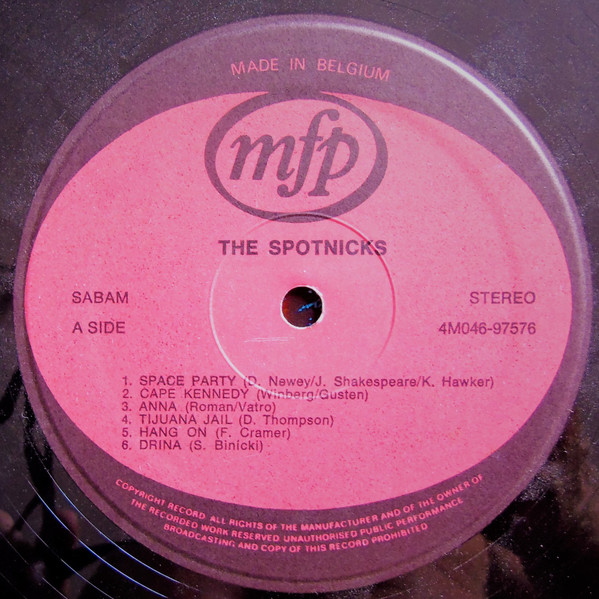 MADE IN BELGIUM
mfp
THE SPOTNICKS
SABAM
STEREO
A SIDE
4M046-97576
1. SPACE PARTY (D. Newey/J. Shakespeare/K. Hawker)
2. CAPE KENNEDY (Winberg/Gusten)
3. ANNA (Roman/Vatro)
4. TIJUANA JAIL (D. Thompson)
5. HANG ON (F. Cramer)
6. DRINA (S. Binicki)
COPYRIGHT RECORD. ALL RIGHTS OF THE MANUFACTURER AND OF THE OWNER OF
THE RECORDED WORK RESERVED UNAUTHORISED PUBLIC PERFORMANCE
BROADCASTING AND COPY OF THIS RECORD PROHIBITED